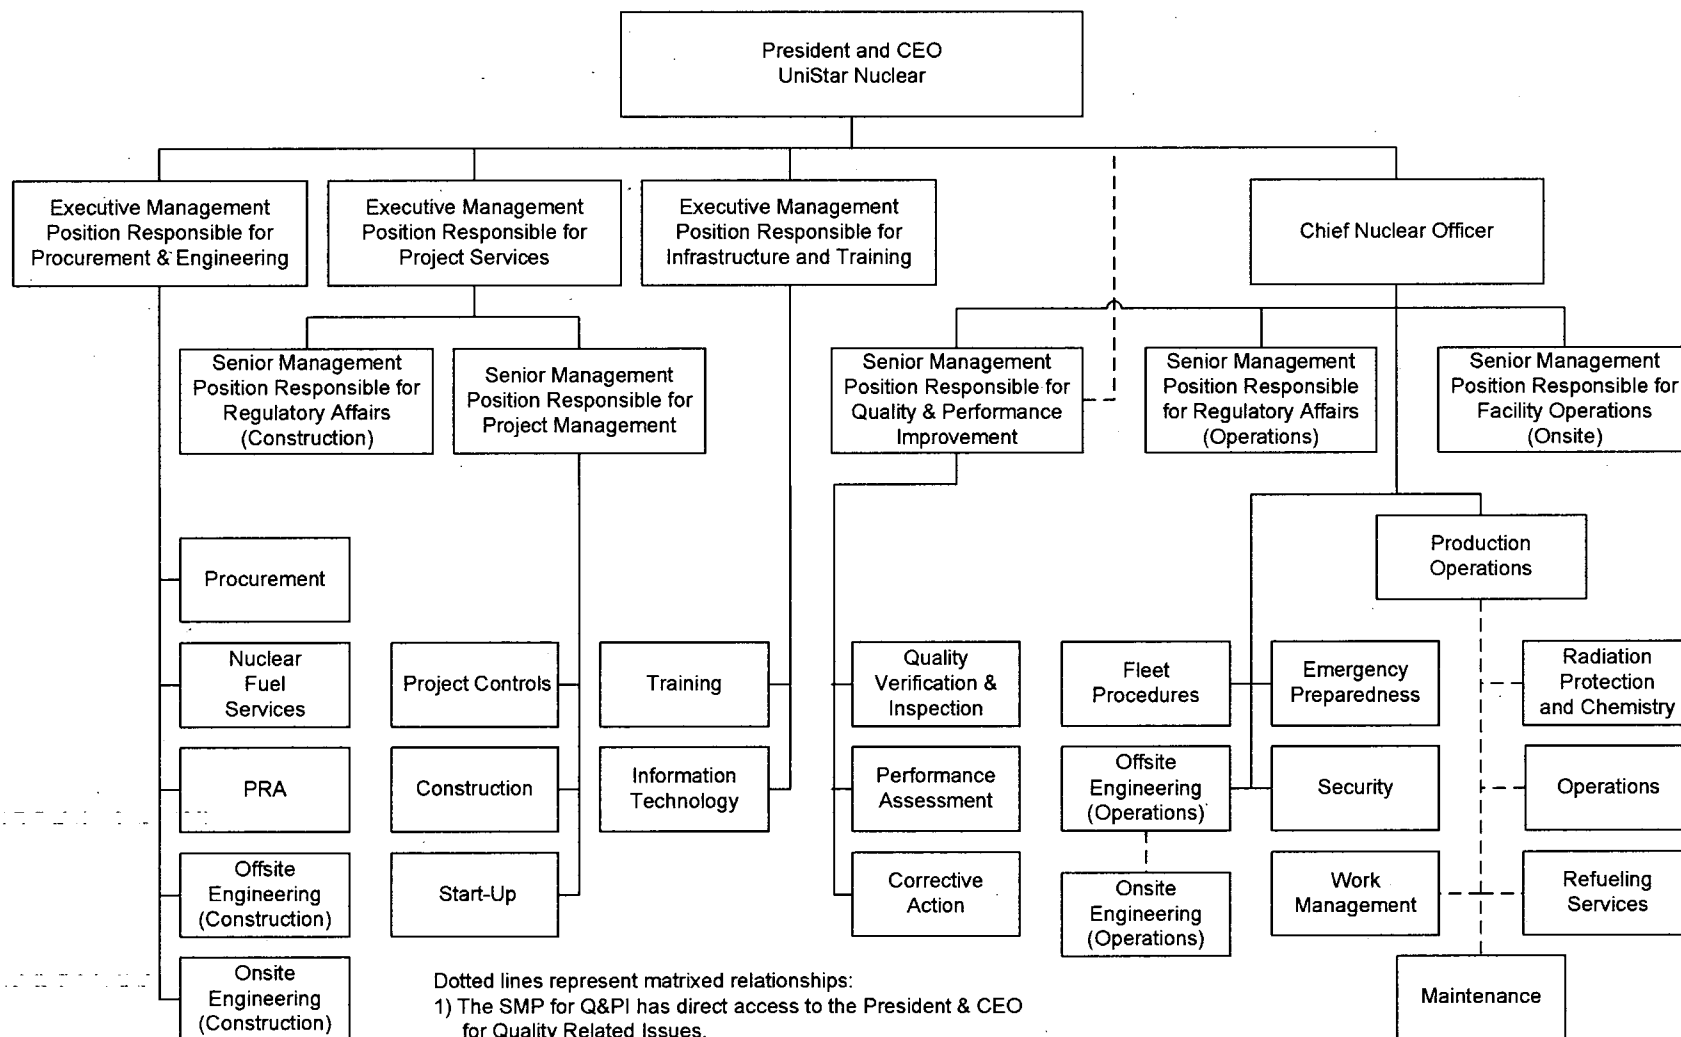 President and CEO
UniStar Nuclear
Executive Management
Position Responsible for
Procurement & Engineering
Executive Management
Position Responsible for
Project Services
Executive Management
Position Responsible for
Infrastructure and Training
Chief Nuclear Officer
Senior Management
Position Responsible for
Regulatory Affairs
(Construction)
Senior Management
Position Responsible for
Project Management
Senior Management
Position Responsible for
Quality & Performance
Improvement
Senior Management
Position Responsible
for Regulatory Affairs
(Operations)
Senior Management
Position Responsible for
Facility Operations
(Onsite)
Production
Operations
Procurement
Nuclear
Fuel
Services
Project Controls
Training
Quality
Verification &
Inspection
Fleet
Procedures
Emergency
Preparedness
Radiation
Protection
and Chemistry
PRA
Construction
Information
Technology
Performance
Assessment
Offsite
Engineering
(Operations)
Security
Operations
Offsite
Engineering
(Construction)
Start-Up
Corrective
Action
Onsite
Engineering
(Operations)
Work
Management
Refueling
Services
Onsite
Engineering
(Construction)
Maintenance
Dotted lines represent matrixed relationships:
1) The SMP for Q&PI has direct access to the President & CEO
for Quality Related Issues.